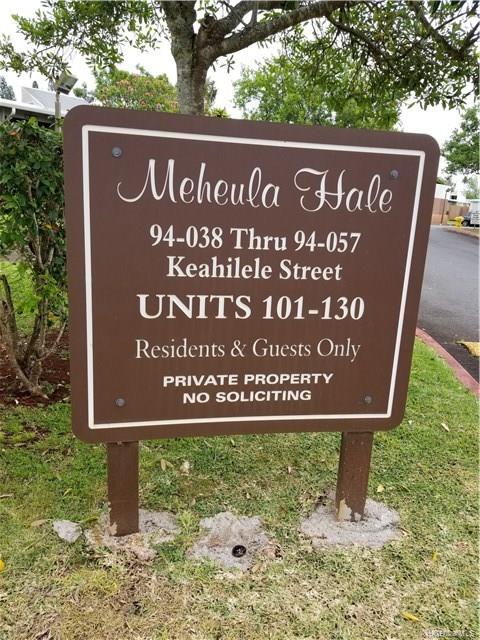 Meheula Hale
94-038 Thru 94-057
Keahilele Street
UNITS 101-130
Residents & Guests Only
PRIVATE PROPERTY
NO SOLICITING